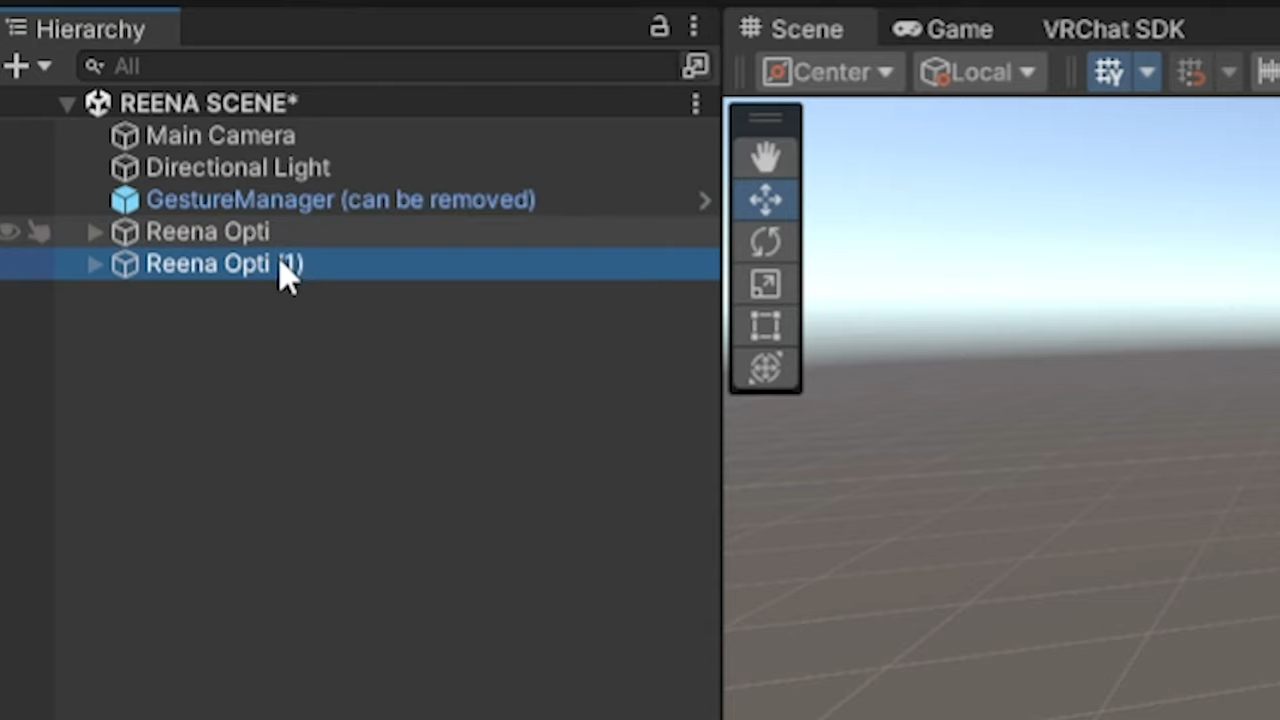 Hierarchy
All
REENA SCENE*
Main Camera
Directional Light
GestureManager (can be removed)
Reena Opti
Reena Opti (1)
Scene
Game
VRChat SDK
Center
Local